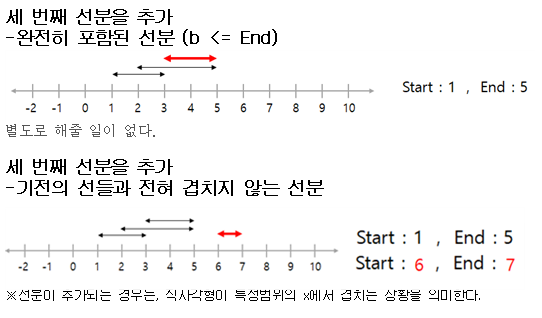 세 번째 선분을 추가
-완전히 포함된 선분 (b <= End)
-2 -1 0 1 2 3 4 5 6 7 8 9 10
Start : 1 , End : 5
별도로 해줄 일이 없다.
세 번째 선분을 추가
-기전의 선들과 전혀 겹치지 않는 선분
-2 -1 0 1 2 3 4 5 6 7 8 9 10
Start : 1 , End : 5
Start : 6 , End : 7
※선문이 추가되는 경우는, 직사각형이 특성범위의 x에서 겹치는 상황을 의미한다.